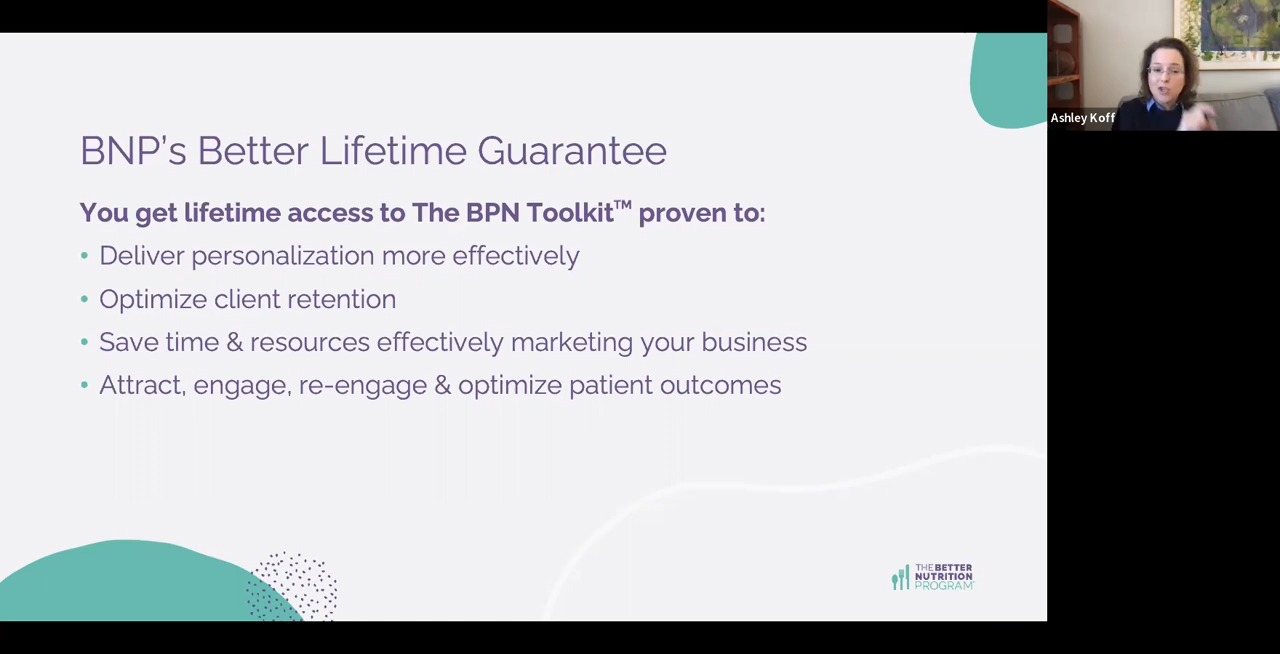 BNP’s Better Lifetime Guarantee
You get lifetime access to The BPN Toolkit™ proven to:
• Deliver personalization more effectively
• Optimize client retention
• Save time & resources effectively marketing your business
• Attract, engage, re-engage & optimize patient outcomes
THE BETTER
NUTRITION
PROGRAM
Ashley Koff